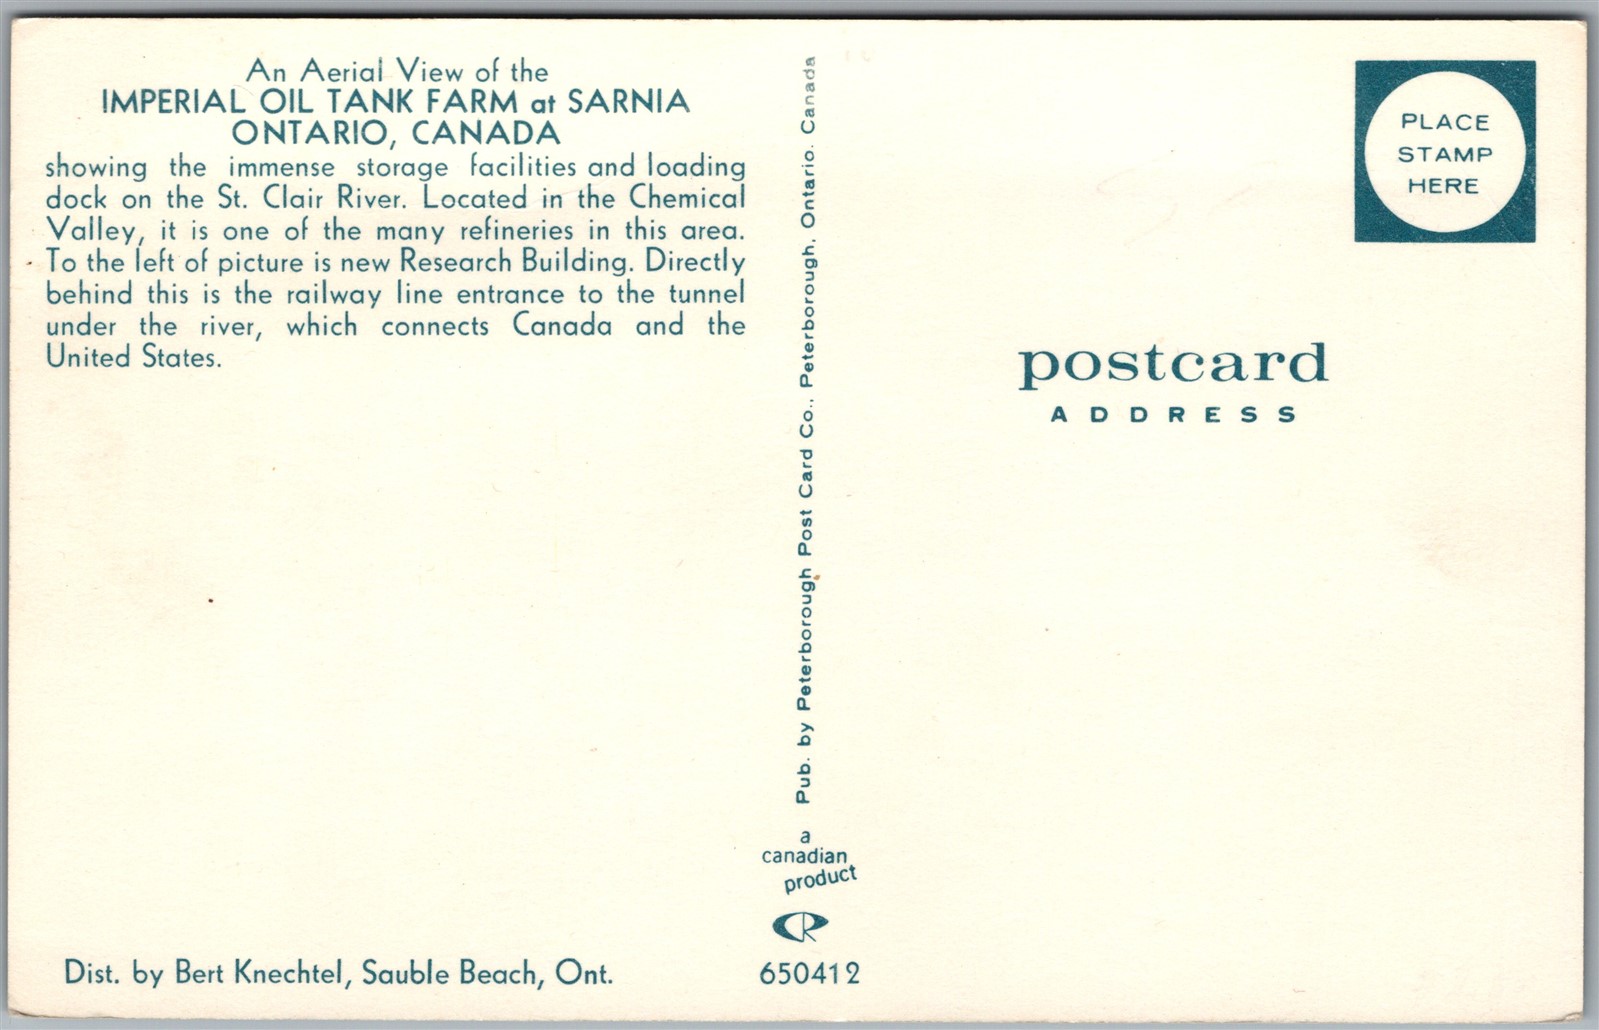 An Aerial View of the
IMPERIAL OIL TANK FARM at SARNIA
ONTARIO, CANADA
showing the immense storage facilities and loading
dock on the St. Clair River. Located in the Chemical
Valley, it is one of the many refineries in this area.
To the left of picture is new Research Building. Directly
behind this is the railway line entrance to the tunnel
under the river, which connects Canada and the
United States.
Dist. by Bert Knechtel, Sauble Beach, Ont.
Pub. by Peterborough Post Card Co., Peterborough, Ontario. Canada
a
canadian
product
CR
650412
PLACE
STAMP
HERE
postcard
ADDRESS